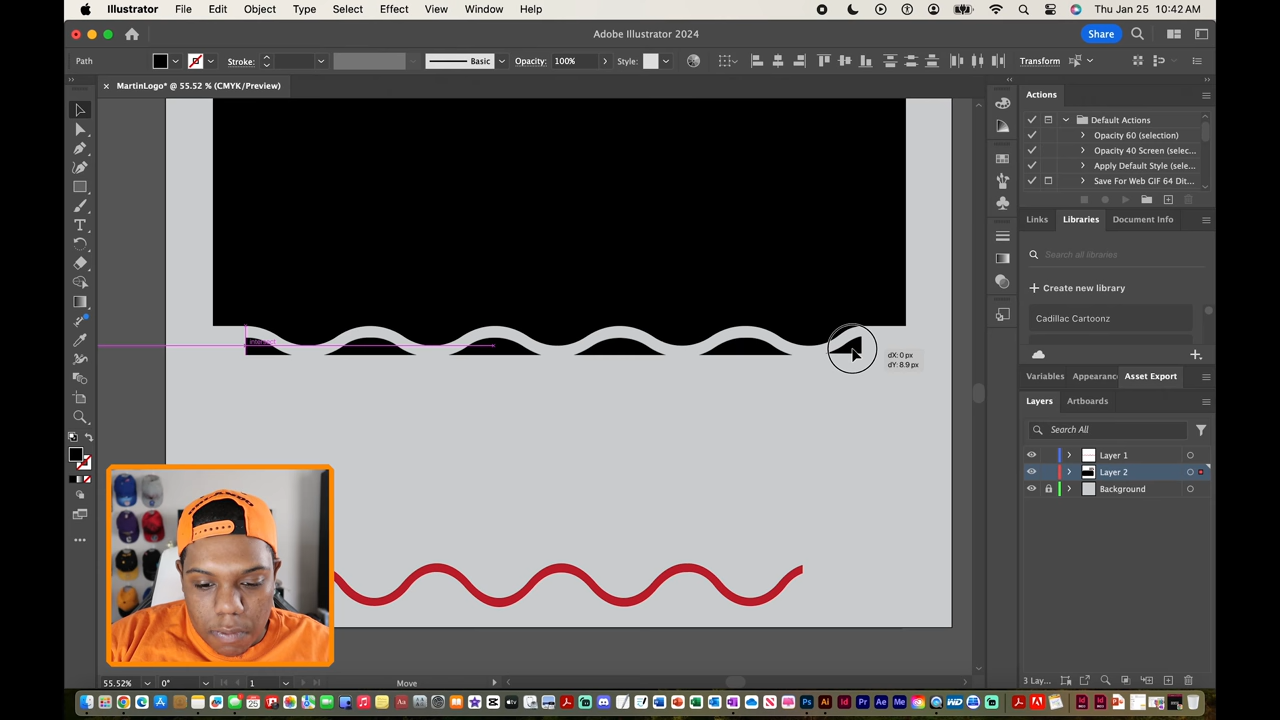 Illustrator File Edit Object Type Select Effect View Window Help
Thu Jan 25 10:42 AM
Adobe Illustrator 2024
Share
Path
Stroke:
Basic
Opacity: 100%
Style:
Transform
MartinLogo* @ 55.52 % (CMYK/Preview)
Actions
Default Actions
Opacity 60 (selection)
Opacity 40 Screen (selec...
Apply Default Style (sele...
Save For Web GIF 64 Dit...
Links Libraries Document Info
Search all libraries
Create new library
Cadillac Cartoonz
intersect
dX: 0 px
dY: 8.9 px
Variables Appearanc Asset Export
Layers Artboards
Search All
Layer 1
Layer 2
Background
55.52% 0° 1 Move
3 Lay...